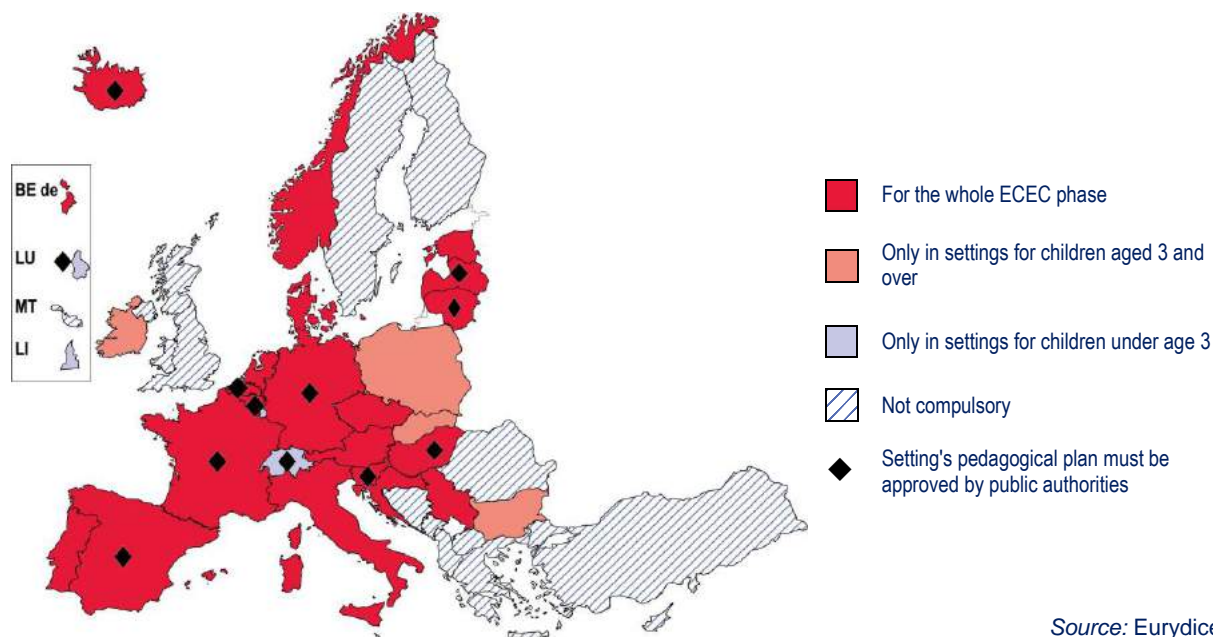 BE de
LU
MT
LI
For the whole ECEC phase
Only in settings for children aged 3 and
over
Only in settings for children under age 3
Not compulsory
Setting's pedagogical plan must be
approved by public authorities
Source: Eurydice